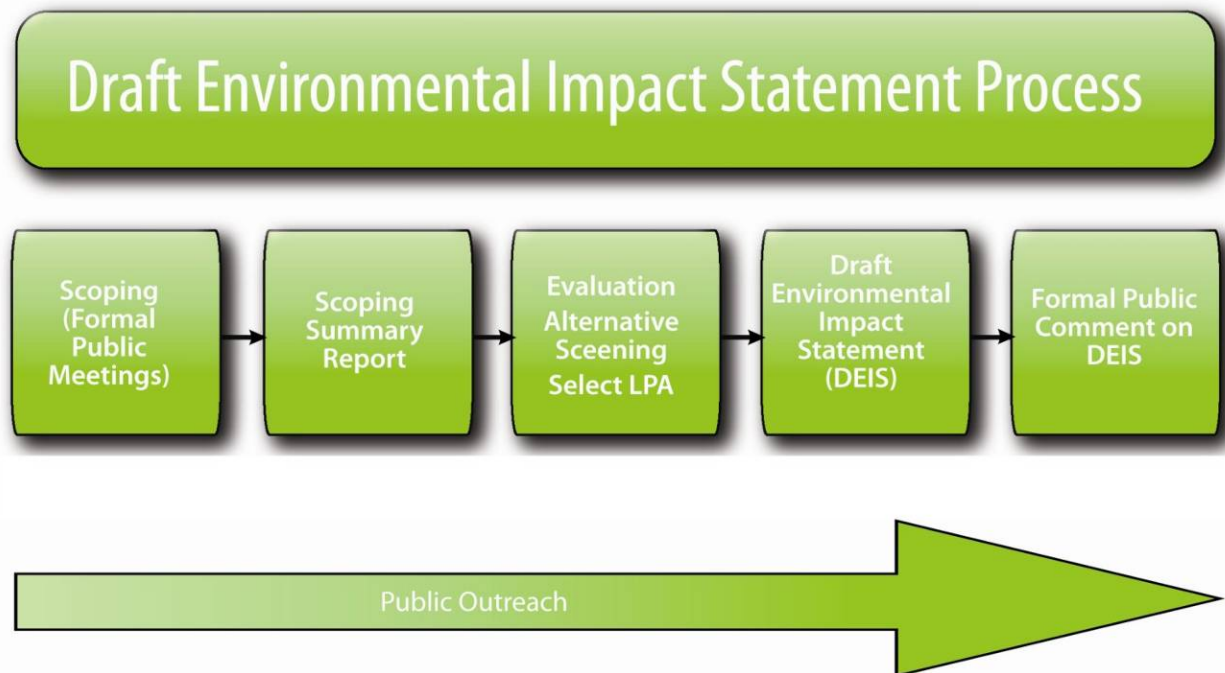 Draft Environmental Impact Statement Process
Scoping
(Formal
Public
Meetings)
Scoping
Summary
Report
Evaluation
Alternative
Sceening
Select LPA
Draft
Environmental
Impact
Statement
(DEIS)
Formal Public
Comment on
DEIS
Public Outreach